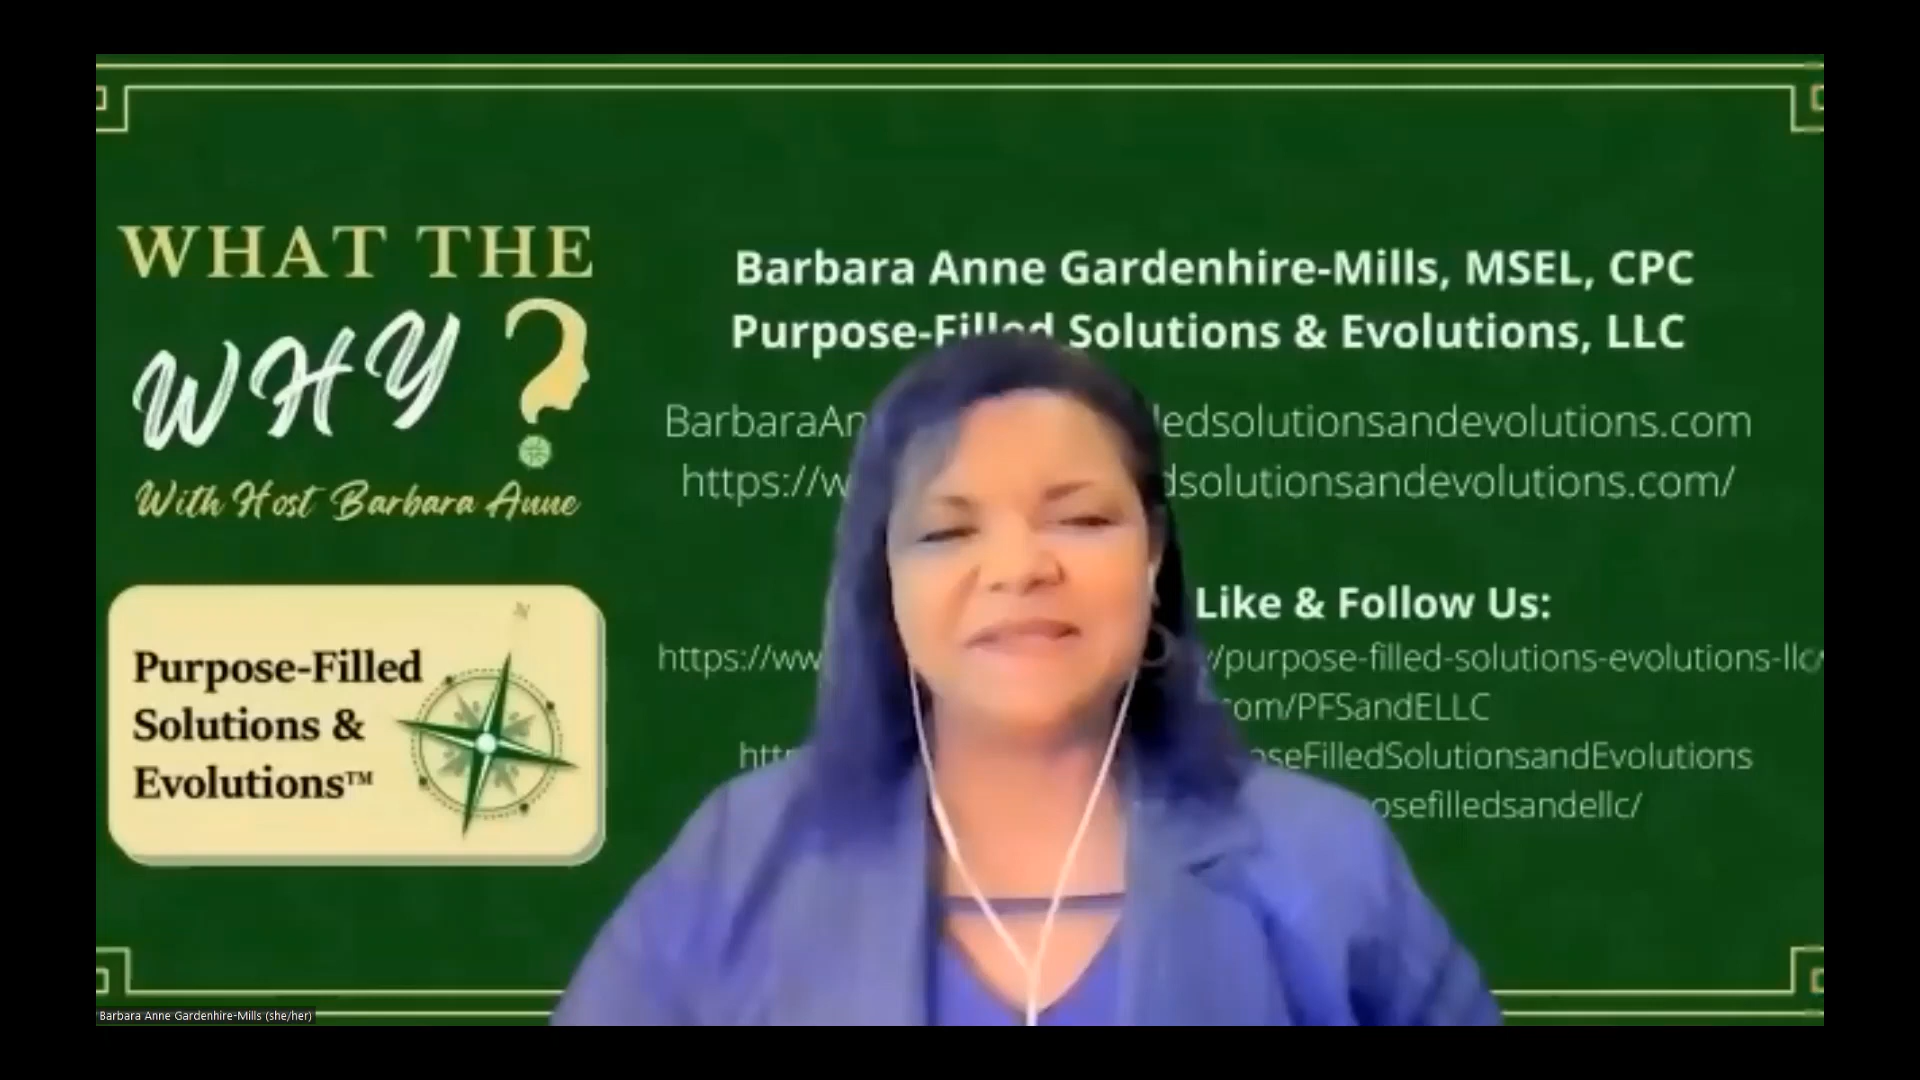 WHAT THE
WHY?
With Host Barbara Anne
Purpose-Filled
Solutions &
Evolutions™
Barbara Anne Gardenhire-Mills, MSEL, CPC
Purpose-Filled Solutions & Evolutions, LLC
BarbaraAn ledsolutionsandevolutions.com
https://w dsolutionsandevolutions.com/
Like & Follow Us:
https://ww y/purpose-filled-solutions-evolutions-llc/
com/PFSandELLC
htt oseFilledSolutionsandEvolutions
osefilledsandellc/
Barbara Anne Gardenhire-Mills (she/her)